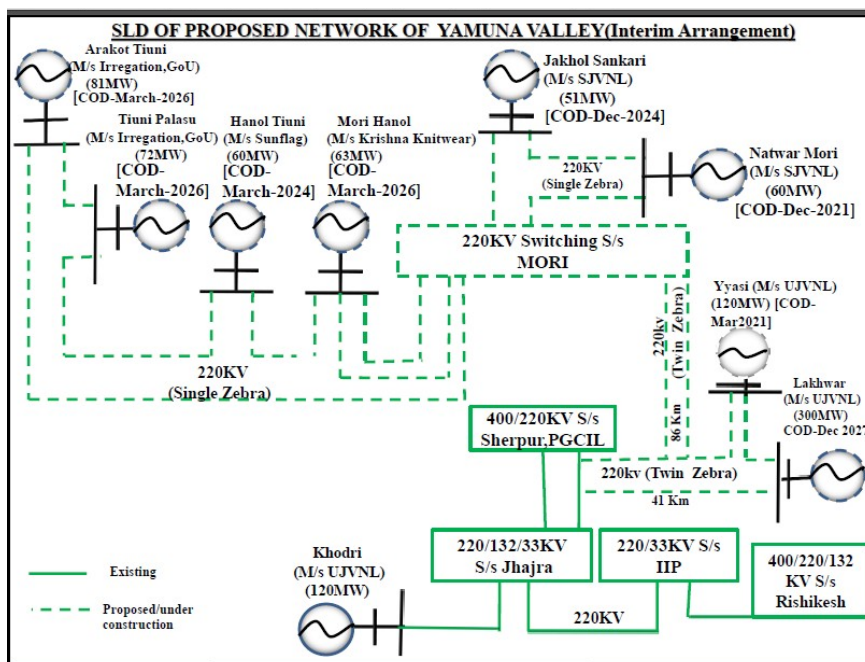 SLD OF PROPOSED NETWORK OF YAMUNA VALLEY(Interim Arrangement)
Arakot Tiuni
(M/s Irregation,GoU)
(81MW)
[COD-March-2026]
Tiuni Palasu
(M/s Irregation,GoU)
(72MW)
[COD-
March-2026]
Hanol Tiuni
(M/s Sunflag)
(60MW)
[COD-
March-2024]
Mori Hanol
(M/s Krishna Knitwear)
(63MW)
[COD-
March-2026]
Jakhol Sankari
(M/s SJVNL)
(51MW)
[COD-Dec-2024]
220KV
(Single Zebra)
Natwar Mori
(M/s SJVNL)
(60MW)
[COD-Dec-2021]
220KV Switching S/s
MORI
220KV
(Single Zebra)
220kv
(Twin Zebra)
86 Km
Yyasi (M/s UJVNL)
(120MW) [COD-
Mar2021]
Lakhwar
(M/s UJVNL)
(300MW)
COD-Dec 2027
400/220KV S/s
Sherpur,PGCIL
220kv (Twin Zebra)
41 Km
220/132/33KV
S/s Jhajra
220/33KV S/s
IIP
400/220/132
KV S/s
Rishikesh
220KV
Khodri
(M/s UJVNL)
(120MW)
Existing
Proposed/under
construction